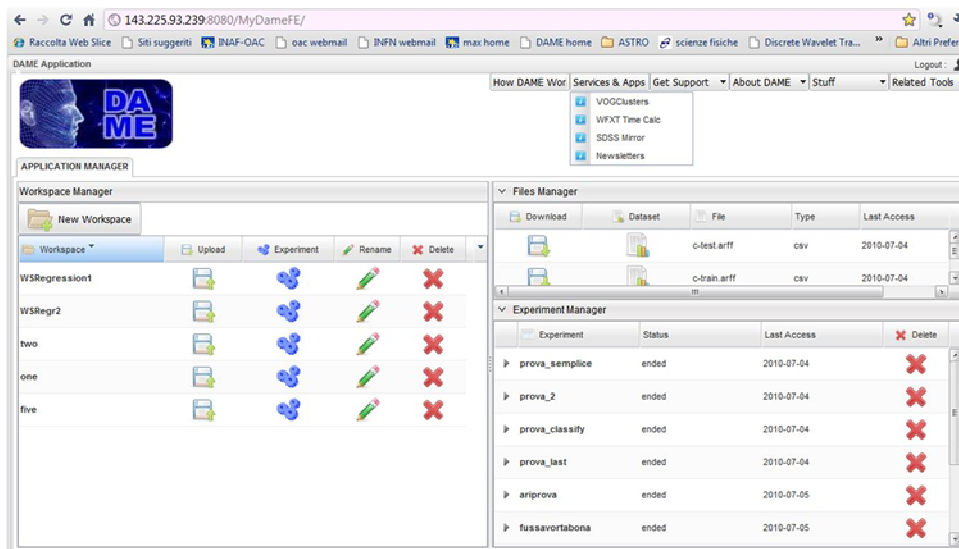 143.225.93.239:8080/MyDameFE/
Raccolta Web Slice Siti suggeriti INAF-OAC oac webmail INFN webmail max home DAME home ASTRO scienze fisiche Discrete Wavelet Tra... » Altri Prefer
DAME Application Logout:
How DAME Wor Services & Apps Get Support About DAME Stuff Related Tools
DA
ME
VOGClusters
WFXT Time Calc
SDSS Mirror
Newsletters
APPLICATION MANAGER
Workspace Manager
New Workspace
Workspace Upload Experiment Rename Delete
WSRegression1
WSRegr2
two
one
five
Files Manager
Download Dataset File Type Last Access
c-test.arff csv 2010-07-04
c-train.arff csv 2010-07-04
Experiment Manager
Experiment Status Last Access Delete
prova_semplice ended 2010-07-04
prova_2 ended 2010-07-04
prova_classify ended 2010-07-04
prova_last ended 2010-07-04
ariprova ended 2010-07-05
fussavortabona ended 2010-07-05